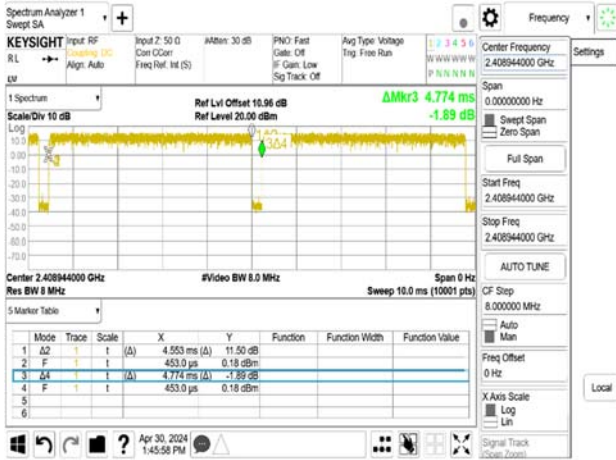 Spectrum Analyzer 1
Swept SA
Frequency
KEYSIGHT
RL
Input: RF
Coupling: DC
Align: Auto
Input Z: 50 Ω
Corr CCorr
Freq Ref: Int (S)
#Atten: 30 dB
PNO: Fast
Gate: Off
IF Gain: Low
Sig Track: Off
Avg Type: Voltage
Trig: Free Run
1 2 3 4 5 6
W W W W W W
P N N N N N
1 Spectrum
Scale/Div 10 dB
Ref Lvl Offset 10.96 dB
Ref Level 20.00 dBm
ΔMkr3 4.774 ms
-1.89 dB
Log
10.0
0.00
-10.0
-20.0
-30.0
-40.0
-50.0
-60.0
-70.0
3Δ4
Center 2.408944000 GHz
Res BW 8 MHz
#Video BW 8.0 MHz
Span 0 Hz
Sweep 10.0 ms (10001 pts)
5 Marker Table
Mode Trace Scale X Y Function Function Width Function Value
1 Δ2 1 t (Δ) 4.553 ms (Δ) 11.50 dB
2 F 1 t 453.0 µs 0.18 dBm
3 Δ4 1 t (Δ) 4.774 ms (Δ) -1.89 dB
4 F 1 t 453.0 µs 0.18 dBm
5
6
Apr 30, 2024
1:45:58 PM
Center Frequency
2.408944000 GHz
Span
0.00000000 Hz
Swept Span
Zero Span
Full Span
Start Freq
2.408944000 GHz
Stop Freq
2.408944000 GHz
AUTO TUNE
CF Step
8.000000 MHz
Auto
Man
Freq Offset
0 Hz
X Axis Scale
Log
Lin
Signal Track
(Span Zoom)
Settings
Local